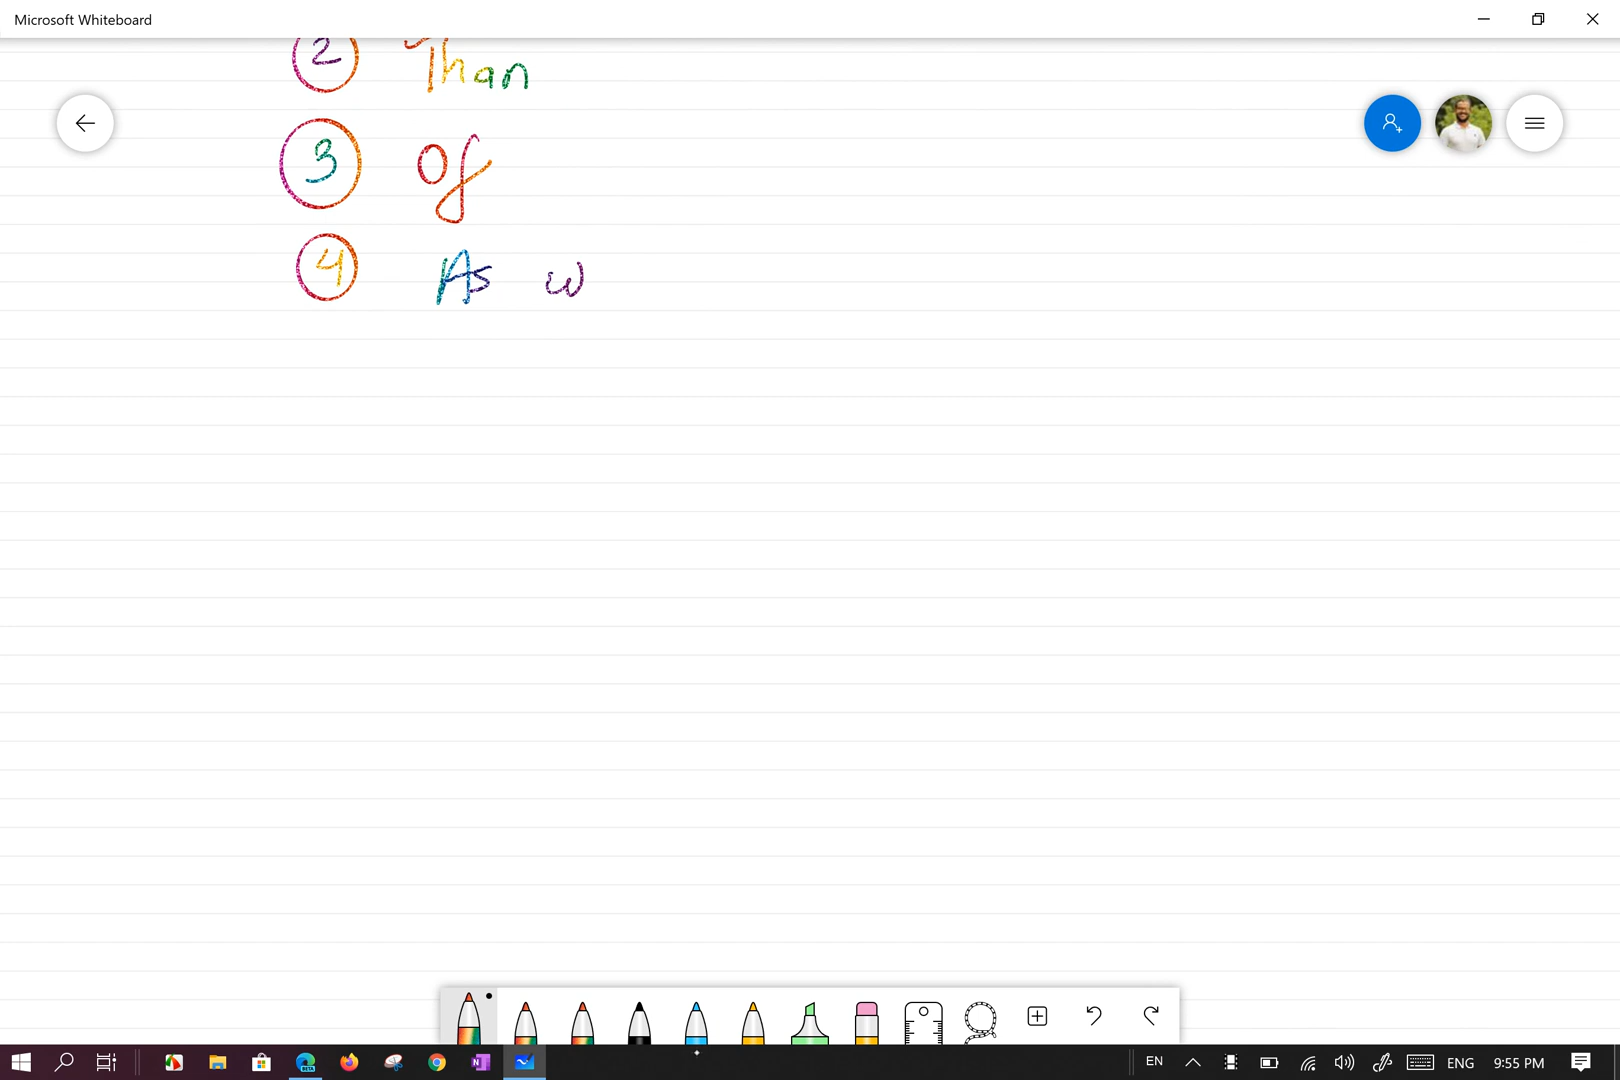 Microsoft Whiteboard
2 Than
3 Of
4 As w
EN
ENG
9:55 PM